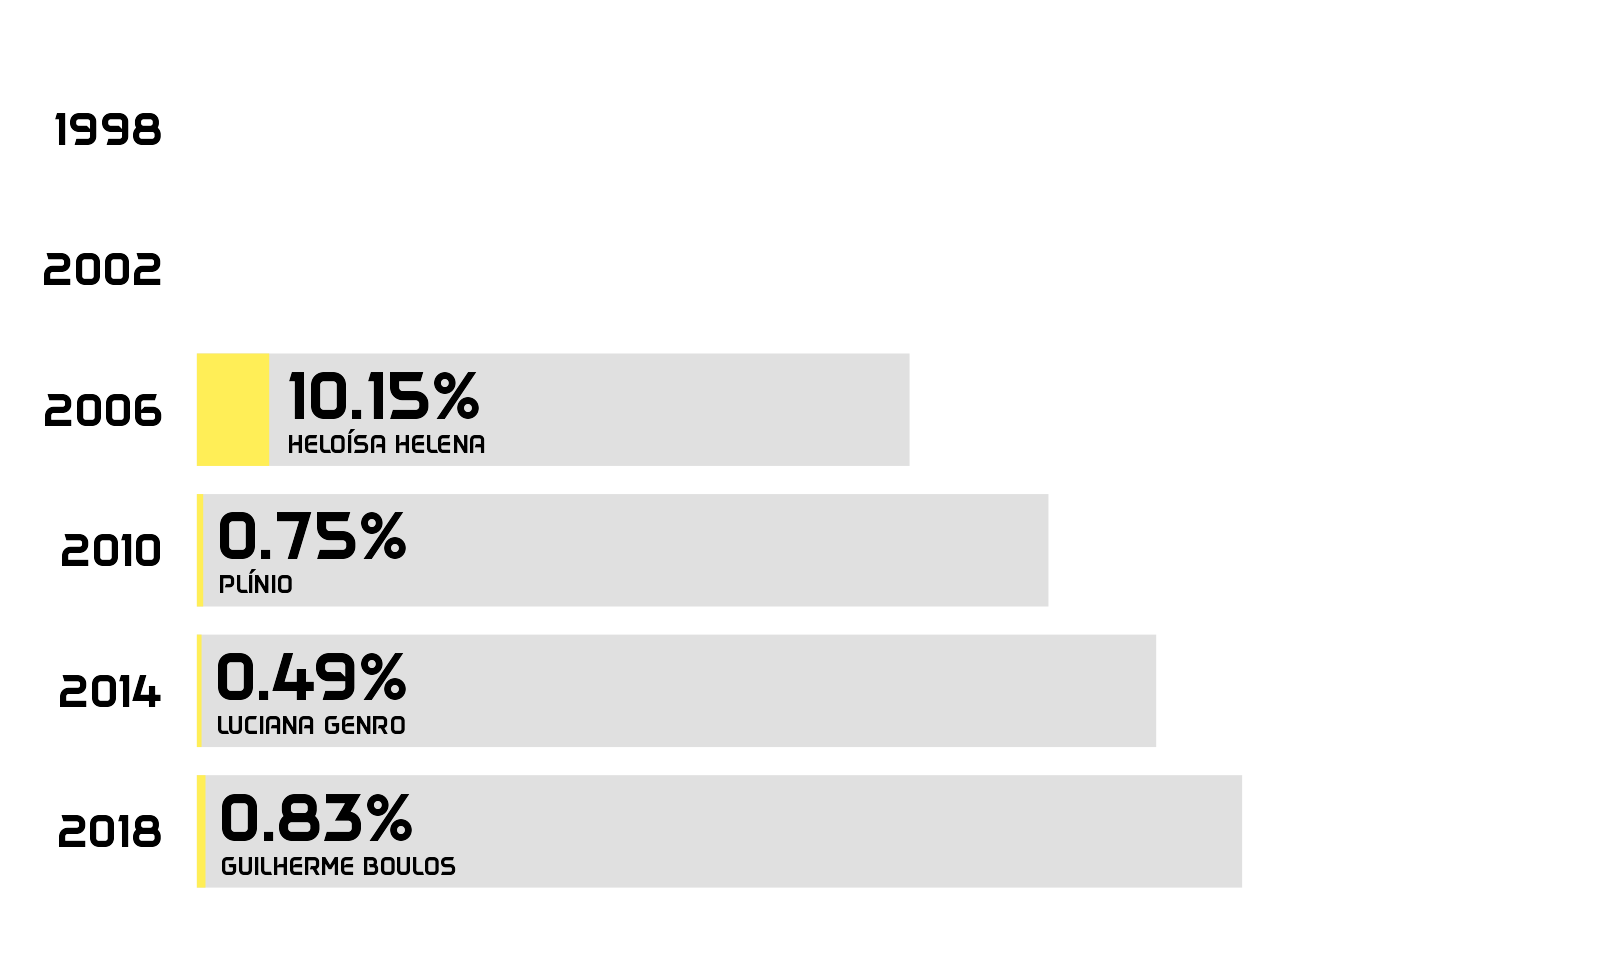 1998
2002
2006
10.15%
HELOÍSA HELENA
2010
0.75%
PLÍNIO
2014
0.49%
LUCIANA GENRO
2018
0.83%
GUILHERME BOULOS